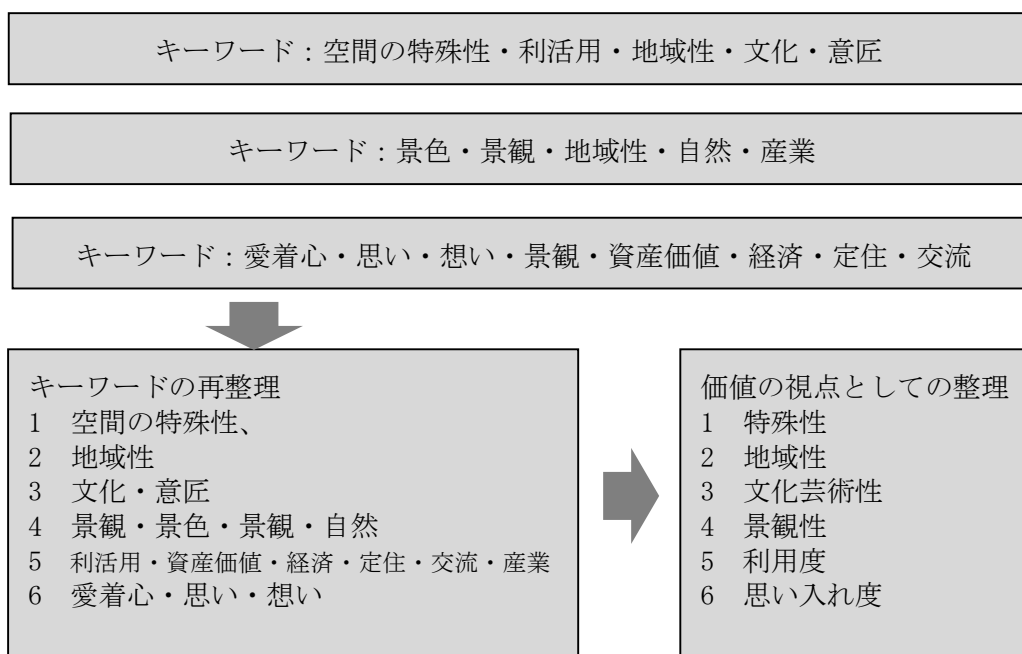 キーワード：空間の特殊性・利活用・地域性・文化・意匠
キーワード：景色・景観・地域性・自然・産業
キーワード：愛着心・思い・想い・景観・資産価値・経済・定住・交流
キーワードの再整理
1 空間の特殊性、
2 地域性
3 文化・意匠
4 景観・景色・景観・自然
5 利活用・資産価値・経済・定住・交流・産業
6 愛着心・思い・想い
価値の視点としての整理
1 特殊性
2 地域性
3 文化芸術性
4 景観性
5 利用度
6 思い入れ度